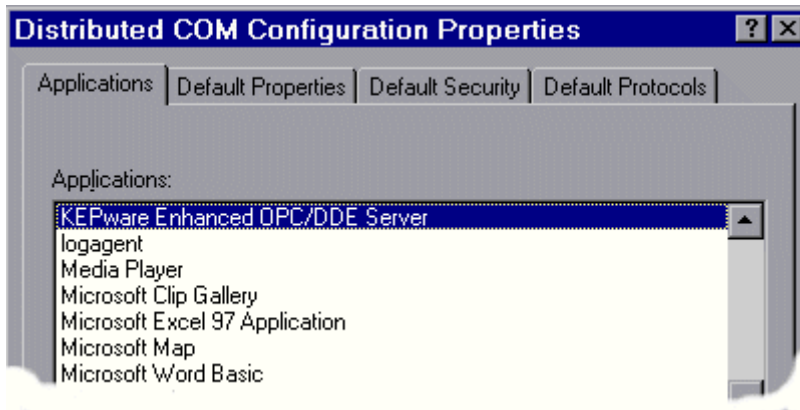 Distributed COM Configuration Properties
Applications Default Properties Default Security Default Protocols
Applications:
KEPware Enhanced OPC/DDE Server
logagent
Media Player
Microsoft Clip Gallery
Microsoft Excel 97 Application
Microsoft Map
Microsoft Word Basic